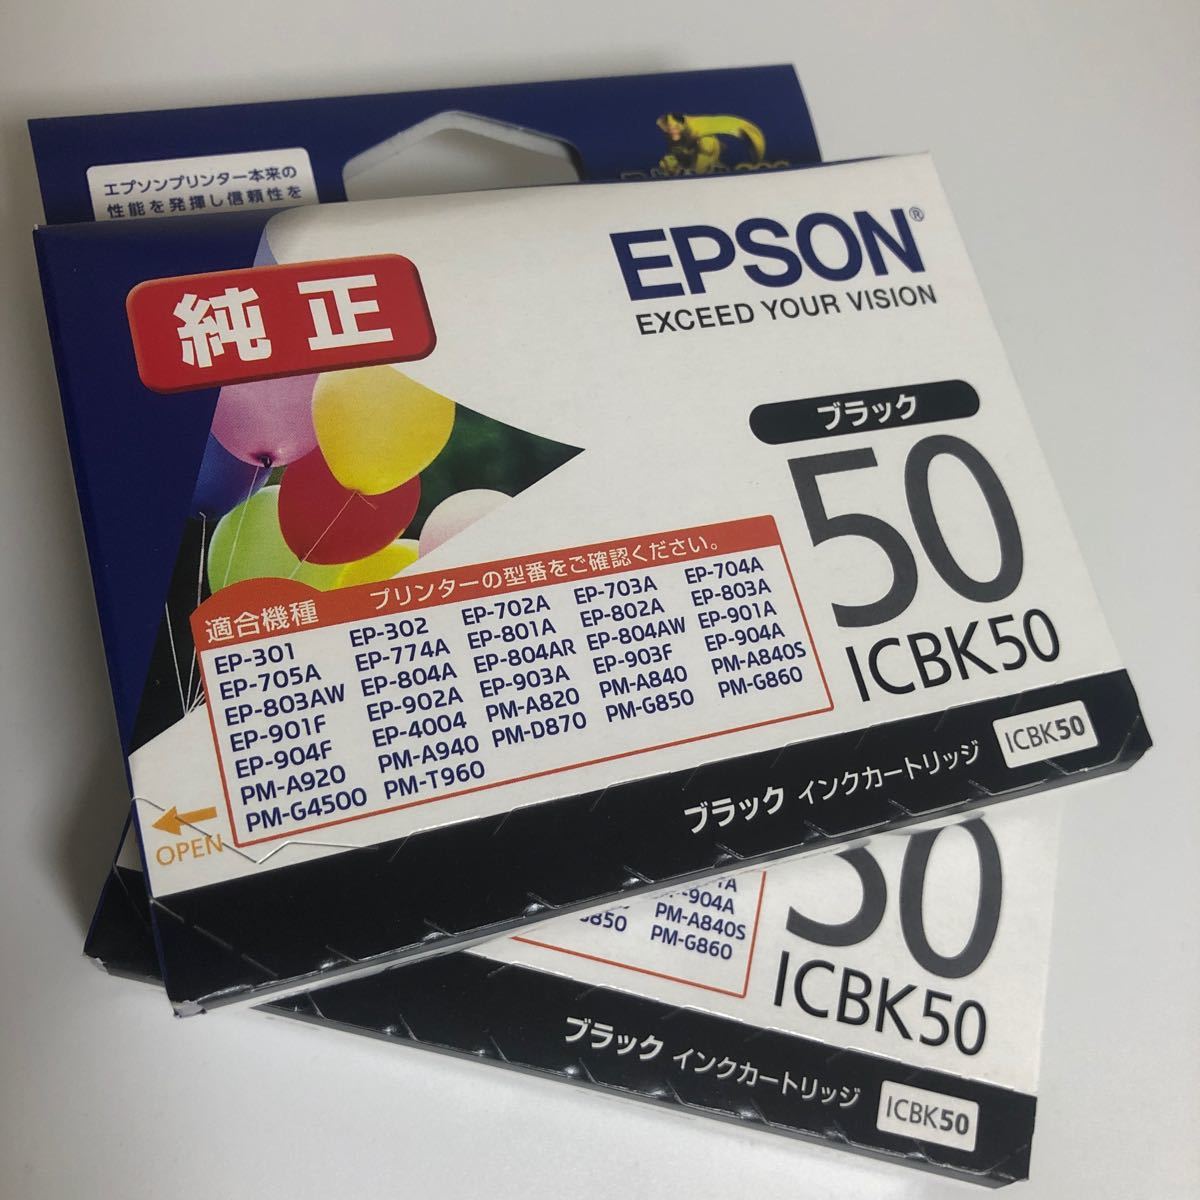 エプソンプリンター本来の
性能を発揮し信頼性を
純正
EPSON®
EXCEED YOUR VISION
ブラック
50
ICBK50
適合機種 プリンターの型番をご確認ください。
EP-301 EP-302 EP-702A EP-703A EP-704A
EP-705A EP-774A EP-801A EP-802A EP-803A
EP-803AW EP-804A EP-804AR EP-804AW EP-901A
EP-901F EP-902A EP-903A EP-903F EP-904A
EP-904F EP-4004 PM-A820 PM-A840 PM-A840S
PM-A920 PM-A940 PM-D870 PM-G850 PM-G860
PM-G4500 PM-T960
OPEN
ブラック インクカートリッジ ICBK50
50
904A
PM-A840S
850 PM-G860
ICBK50
ブラック インクカートリッジ ICBK50